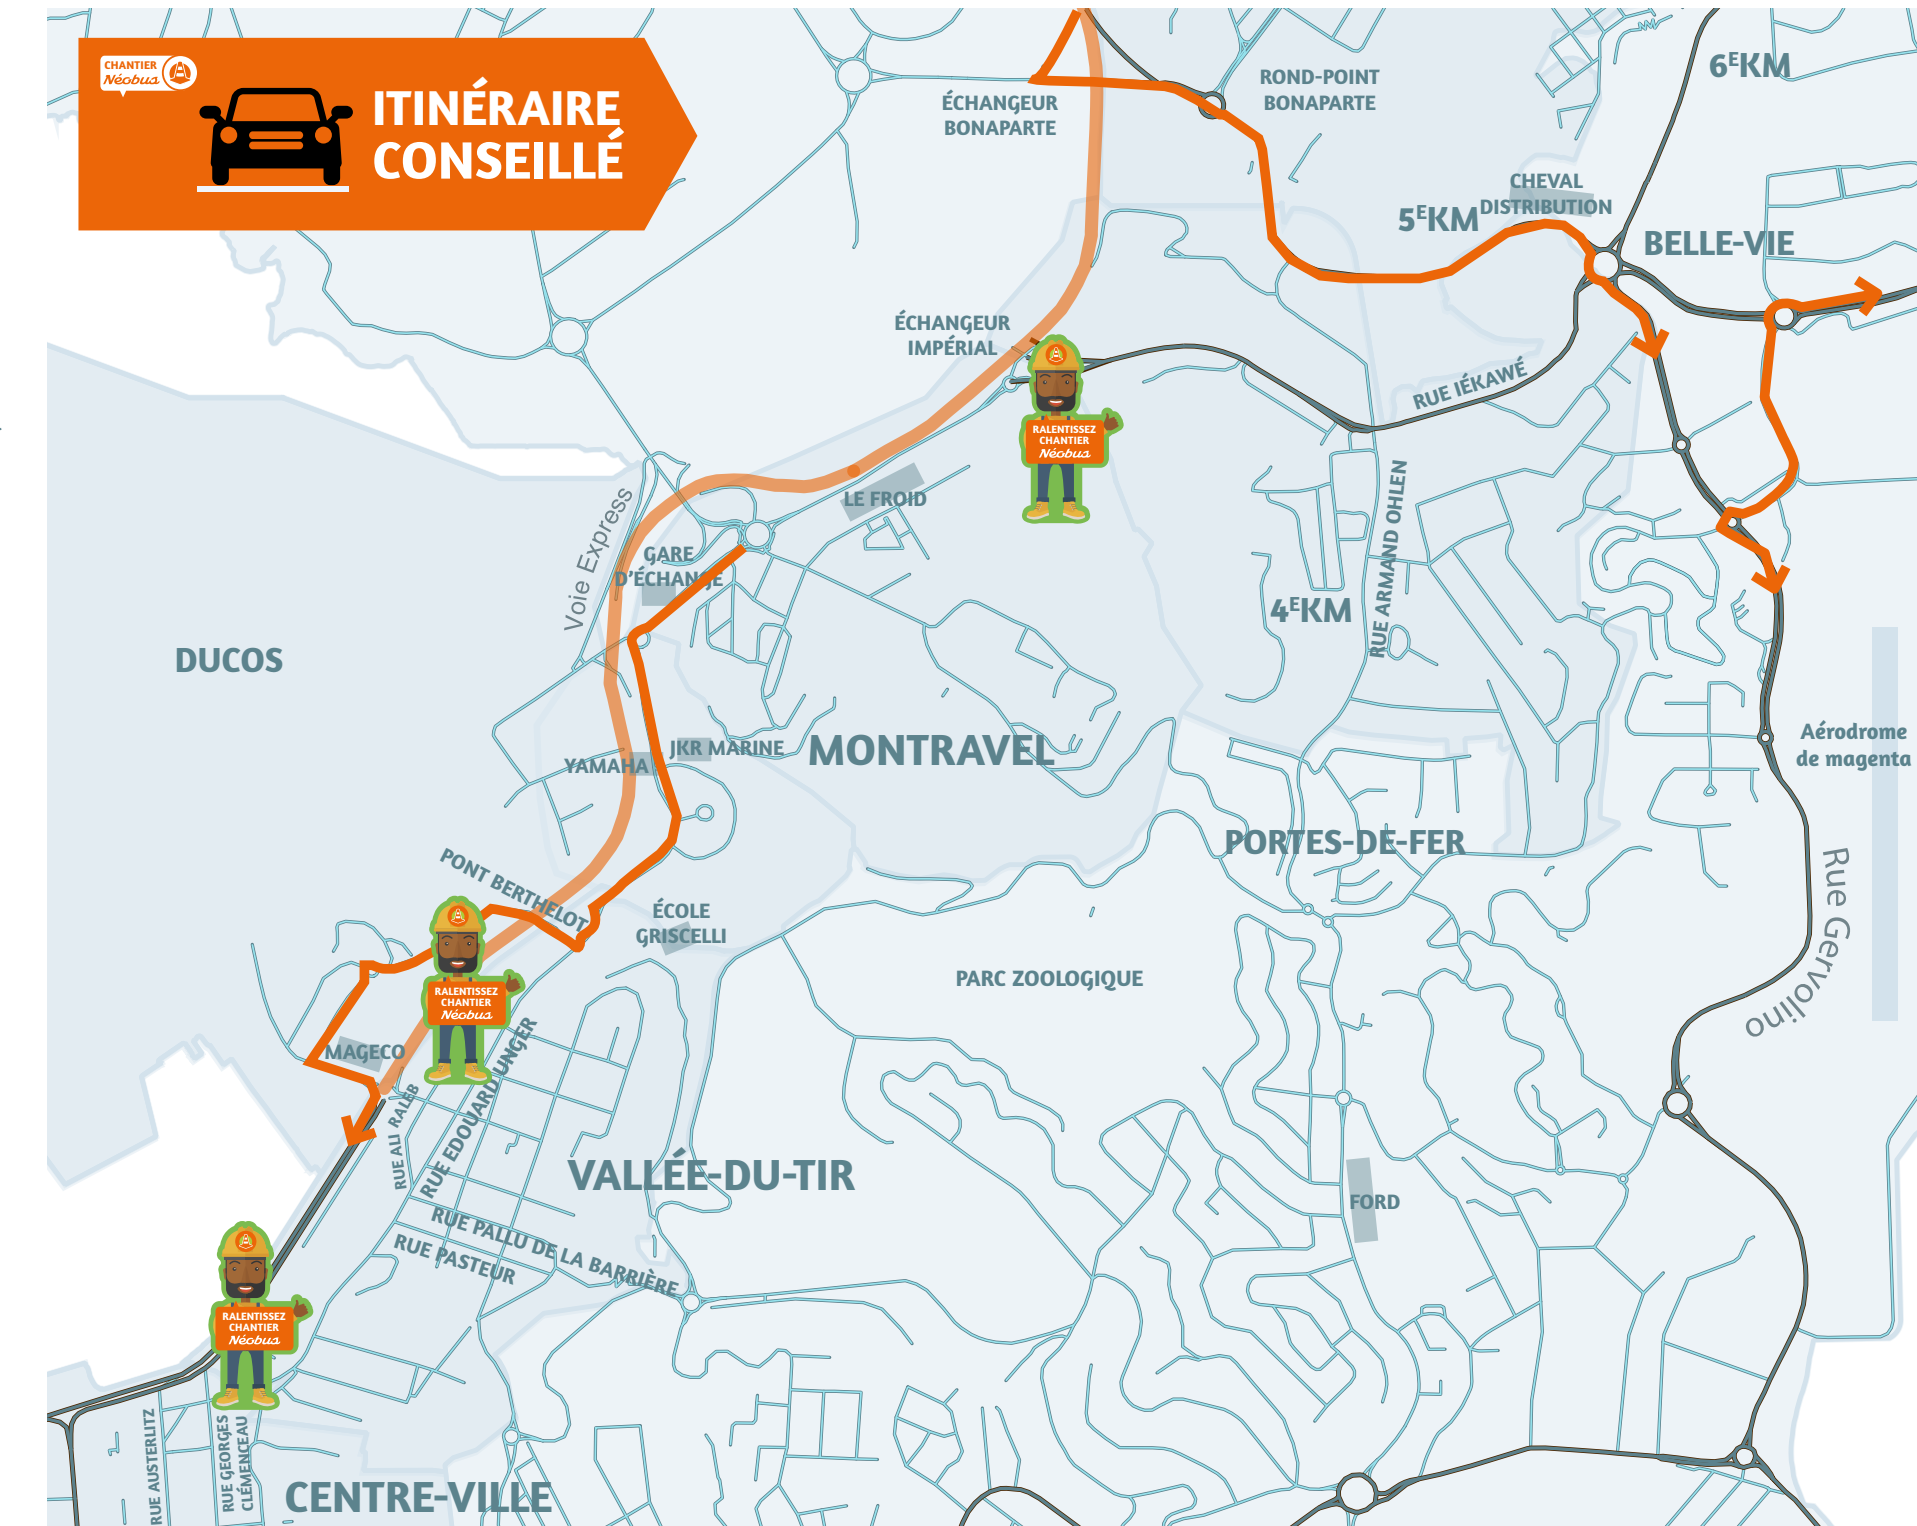 CHANTIER
Néobus
ITINÉRAIRE
CONSEILLÉ
ÉCHANGEUR
BONAPARTE
ROND-POINT
BONAPARTE
6EKM
CHEVAL
DISTRIBUTION
5EKM
BELLE-VIE
ÉCHANGEUR
IMPÉRIAL
RUE IÉKAWÉ
RALENTISSEZ
CHANTIER
Néobus
LE FROID
Voie Express
GARE
D'ÉCHANGE
RUE ARMAND OHLEN
4EKM
DUCOS
MONTRAVEL
JKR MARINE
YAMAHA
Aérodrome
de magenta
PORTES-DE-FER
PONT BERTHELOT
ÉCOLE
GRISCELLI
Rue Gervolino
PARC ZOOLOGIQUE
RALENTISSEZ
CHANTIER
Néobus
MAGECO
RUE ALI RALEB
RUE EDOUARD UNGER
VALLÉE-DU-TIR
FORD
RUE PALLU DE LA BARRIÈRE
RUE PASTEUR
RALENTISSEZ
CHANTIER
Néobus
RUE AUSTERLITZ
RUE GEORGES
CLÉMENCEAU
CENTRE-VILLE